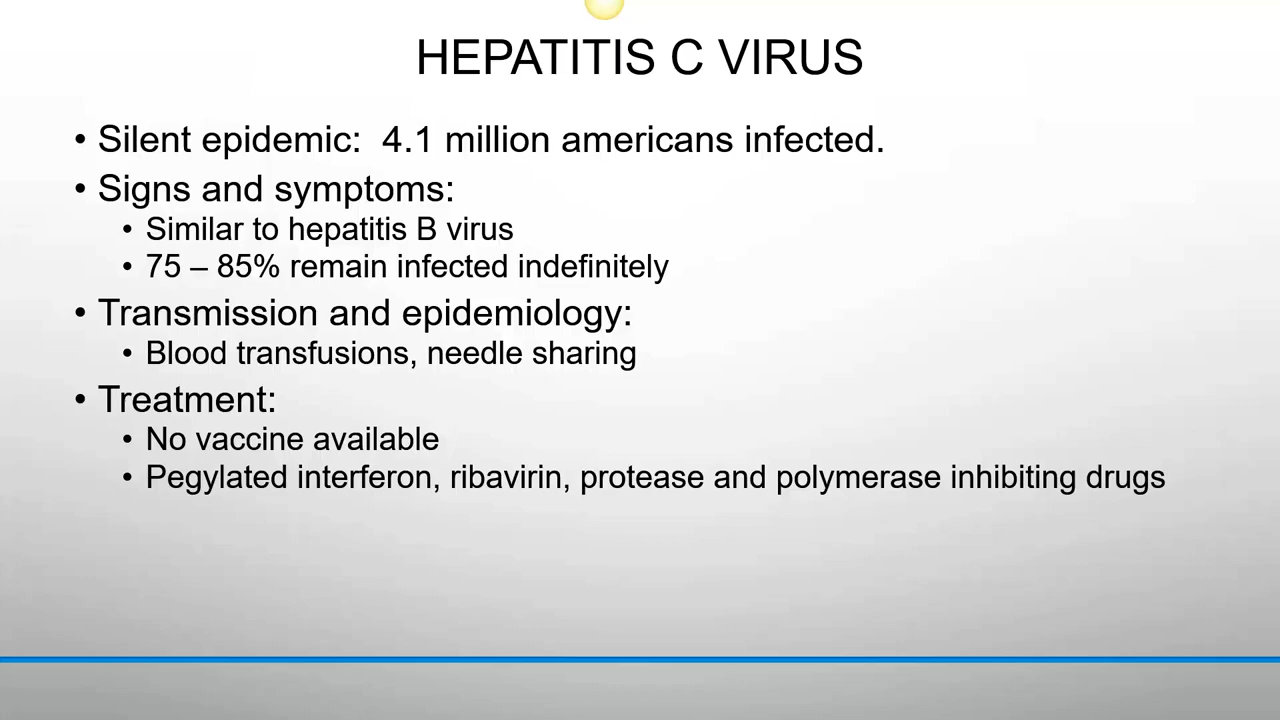 HEPATITIS C VIRUS
• Silent epidemic:  4.1 million americans infected.
• Signs and symptoms:
• Similar to hepatitis B virus
• 75 – 85% remain infected indefinitely
• Transmission and epidemiology:
• Blood transfusions, needle sharing
• Treatment:
• No vaccine available
• Pegylated interferon, ribavirin, protease and polymerase inhibiting drugs